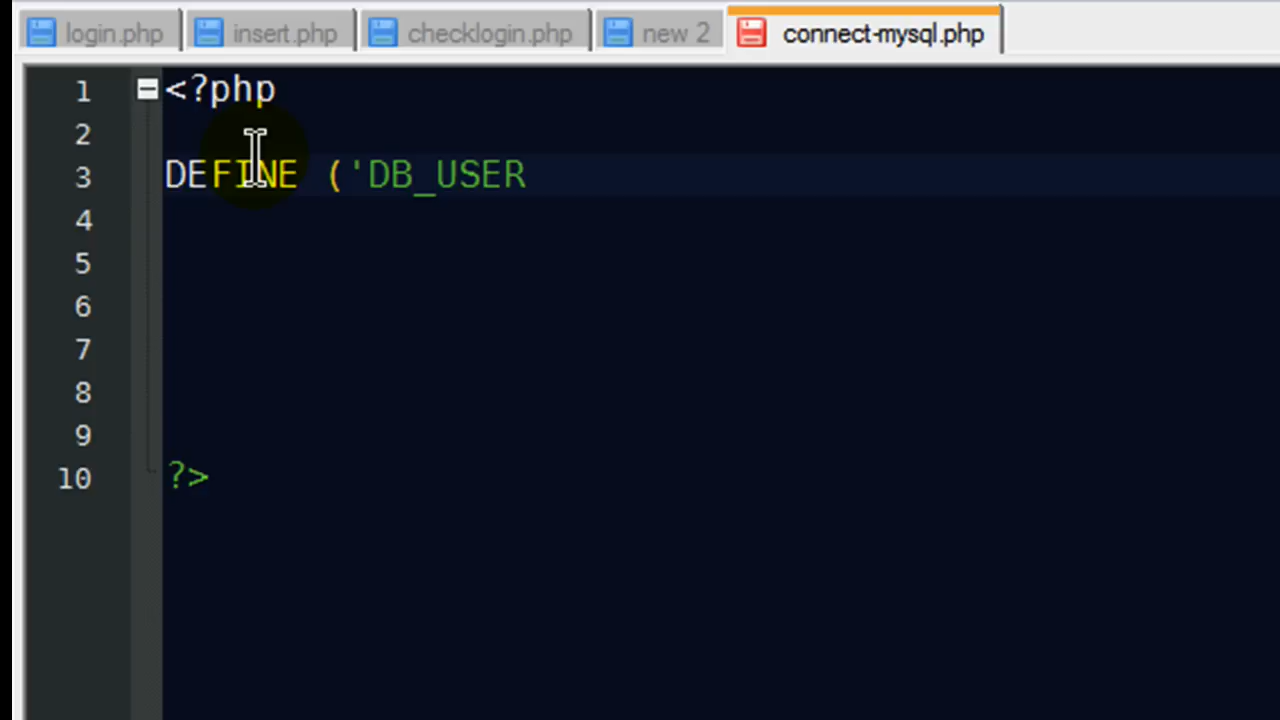 login.php insert.php checklogin.php new 2 connect-mysql.php
1 <?php
2
3 DEFINE ('DB_USER
4
5
6
7
8
9
10 ?>